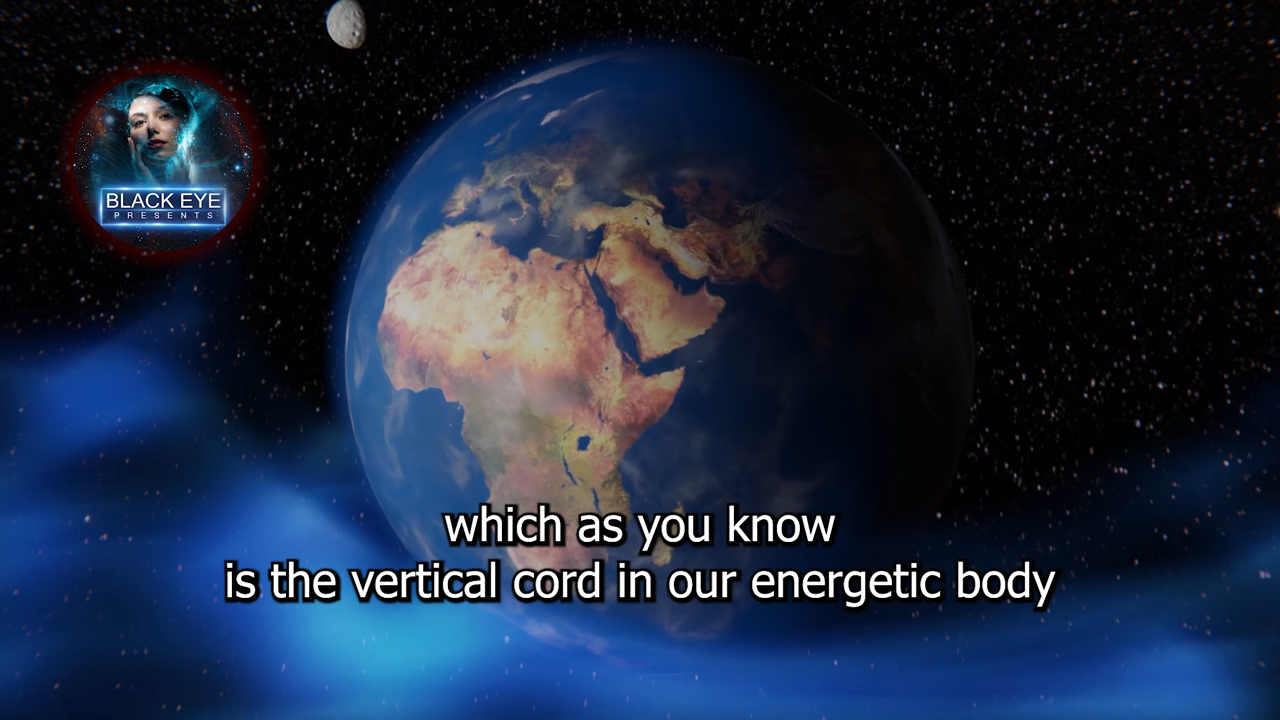 BLACK EYE
PRESENTS
which as you know
is the vertical cord in our energetic body